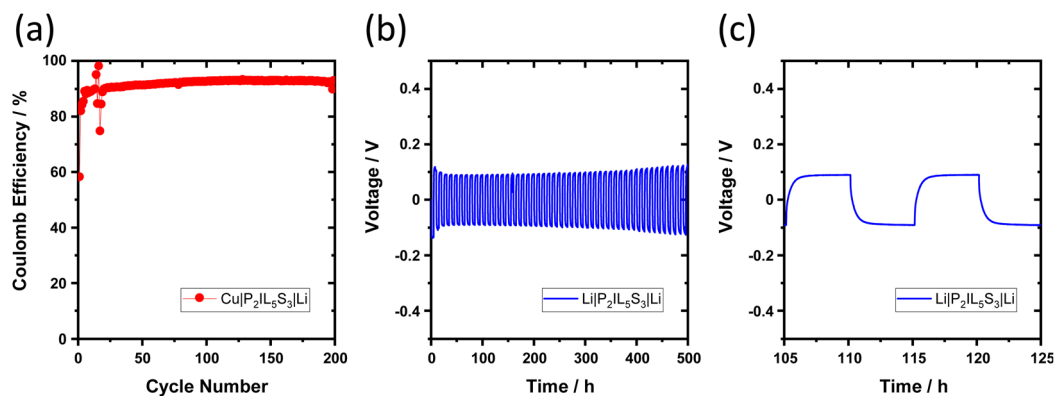 (a)
(b)
(c)
100
80
60
40
20
0
0
50
100
150
200
Coulomb Efficiency / %
Cycle Number
Cu|P₂IL₅S₃|Li
0.4
0.2
0
-0.2
-0.4
0
100
200
300
400
500
Voltage / V
Time / h
Li|P₂IL₅S₃|Li
0.4
0.2
0
-0.2
-0.4
105
110
115
120
125
Voltage / V
Time / h
Li|P₂IL₅S₃|Li